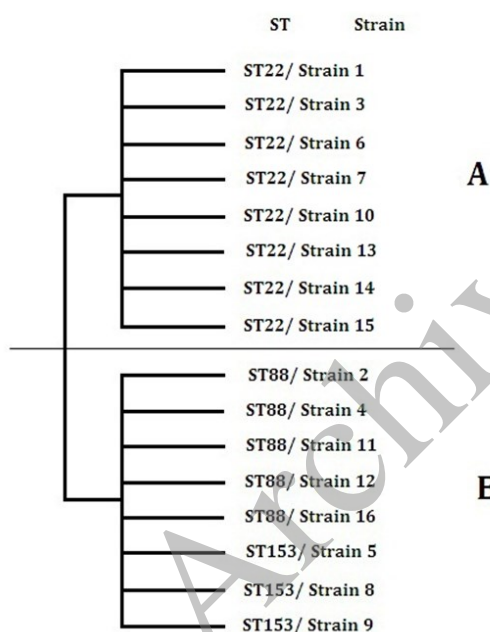 ST Strain
ST22/ Strain 1
ST22/ Strain 3
ST22/ Strain 6
ST22/ Strain 7
A
ST22/ Strain 10
ST22/ Strain 13
ST22/ Strain 14
ST22/ Strain 15
ST88/ Strain 2
ST88/ Strain 4
ST88/ Strain 11
ST88/ Strain 12
ST88/ Strain 16
ST153/ Strain 5
ST153/ Strain 8
ST153/ Strain 9